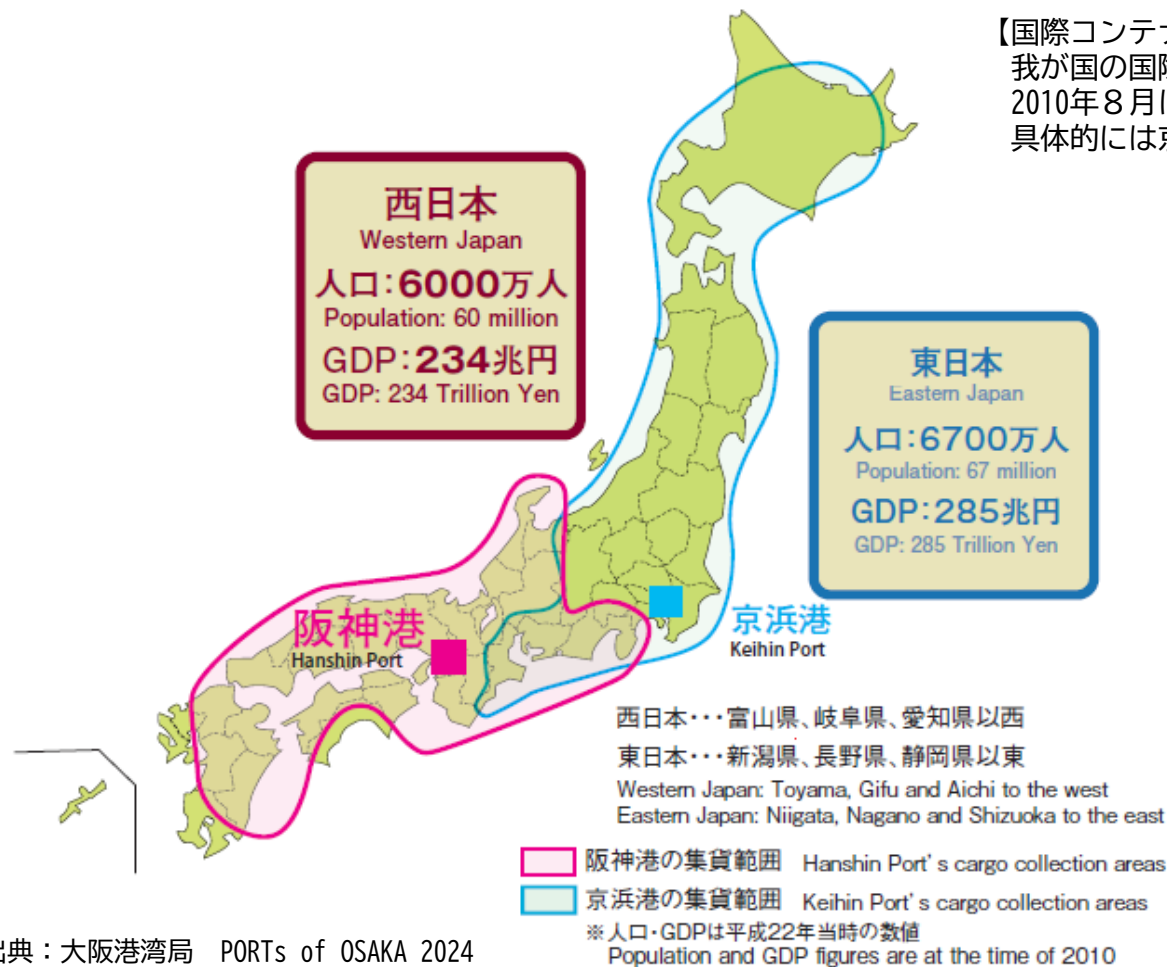 【国際コンテナ
我が国の国際
2010年8月に
具体的には京
西日本
Western Japan
人口:6000万人
Population: 60 million
GDP:234兆円
GDP: 234 Trillion Yen
東日本
Eastern Japan
人口:6700万人
Population: 67 million
GDP:285兆円
GDP: 285 Trillion Yen
阪神港
Hanshin Port
京浜港
Keihin Port
西日本・・・富山県、岐阜県、愛知県以西
東日本・・・新潟県、長野県、静岡県以東
Western Japan: Toyama, Gifu and Aichi to the west
Eastern Japan: Niigata, Nagano and Shizuoka to the east
阪神港の集貨範囲 Hanshin Port's cargo collection areas
京浜港の集貨範囲 Keihin Port's cargo collection areas
※人口・GDPは平成22年当時の数値
Population and GDP figures are at the time of 2010
出典:大阪港湾局 PORTs of OSAKA 2024